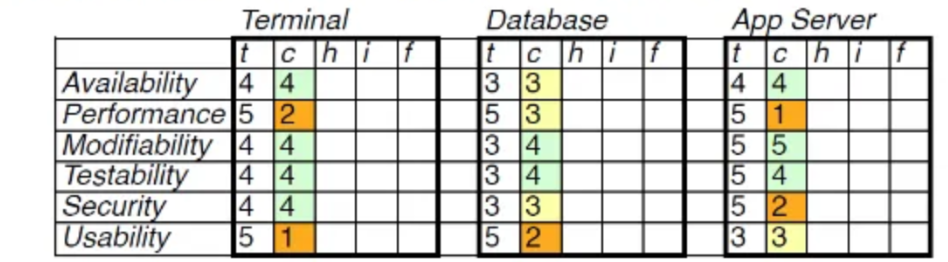 Terminal Database App Server
t c h i f t c h i f t c h i f
Availability 4 4 3 3 4 4
Performance 5 2 5 3 5 1
Modifiability 4 4 3 4 5 5
Testability 4 4 3 4 5 4
Security 4 4 3 3 5 2
Usability 5 1 5 2 3 3